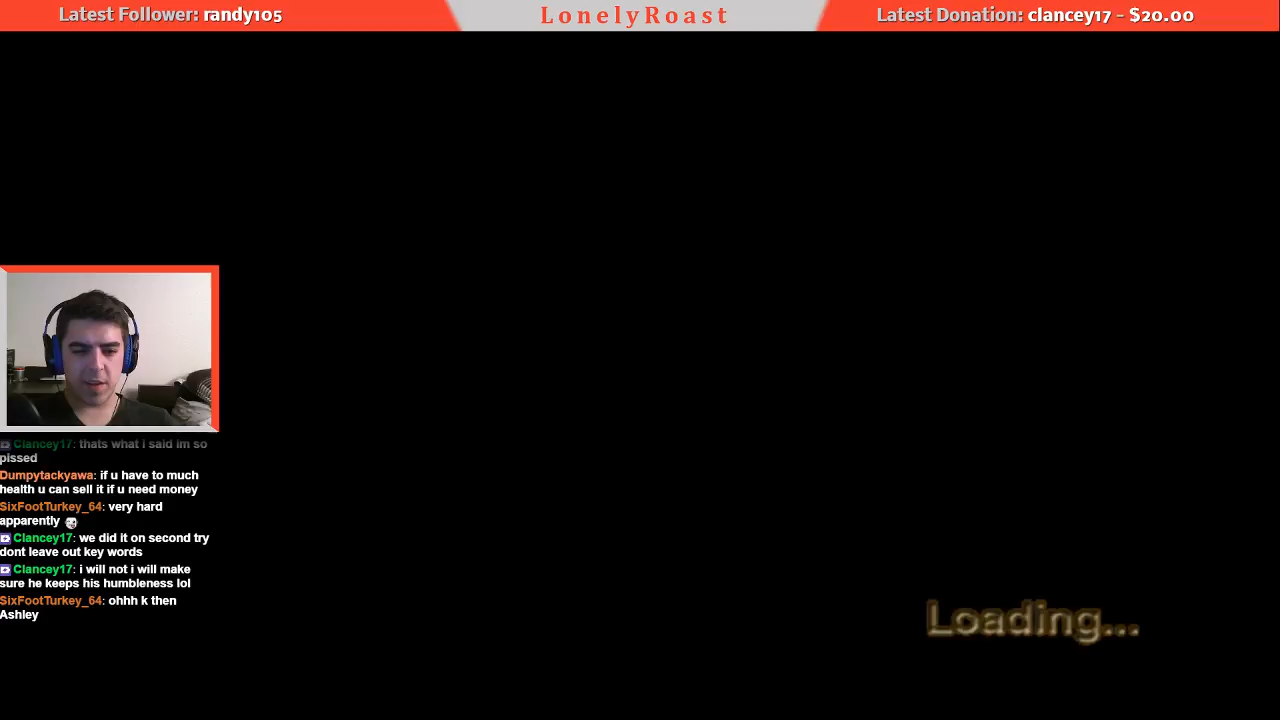 Latest Follower: randy105
LonelyRoast
Latest Donation: clancey17 - $20.00
Clancey17: thats what i said im so
pissed
Dumpytackyawa: if u have to much
health u can sell it if u need money
SixFootTurkey_64: very hard
apparently
Clancey17: we did it on second try
dont leave out key words
Clancey17: i will not i will make
sure he keeps his humbleness lol
SixFootTurkey_64: ohhh k then
Ashley
Loading...